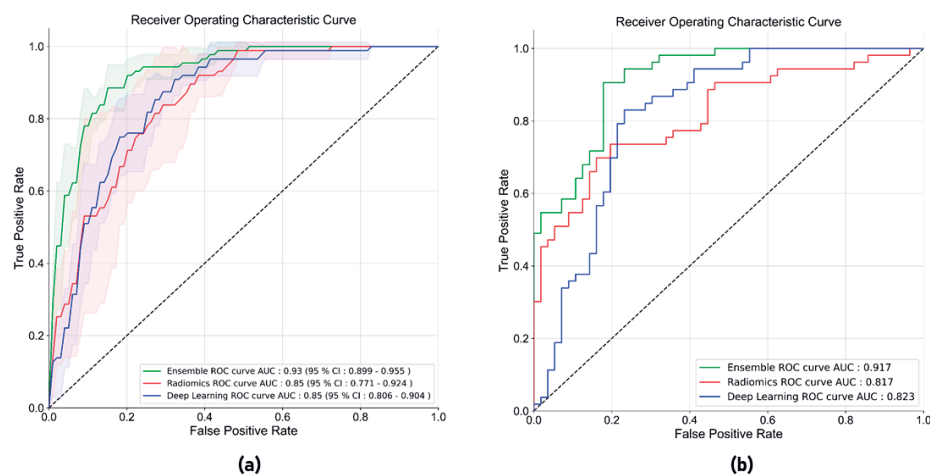 Receiver Operating Characteristic Curve
1.0
0.8
0.6
0.4
0.2
0.0
True Positive Rate
Ensemble ROC curve AUC : 0.93 (95 % CI : 0.899 - 0.955 )
Radiomics ROC curve AUC : 0.85 (95 % CI : 0.771 - 0.924 )
Deep Learning ROC curve AUC : 0.85 (95 % CI : 0.806 - 0.904 )
0.0 0.2 0.4 0.6 0.8 1.0
False Positive Rate
(a)
Receiver Operating Characteristic Curve
1.0
0.8
0.6
0.4
0.2
0.0
True Positive Rate
Ensemble ROC curve AUC : 0.917
Radiomics ROC curve AUC : 0.817
Deep Learning ROC curve AUC : 0.823
0.0 0.2 0.4 0.6 0.8 1.0
False Positive Rate
(b)